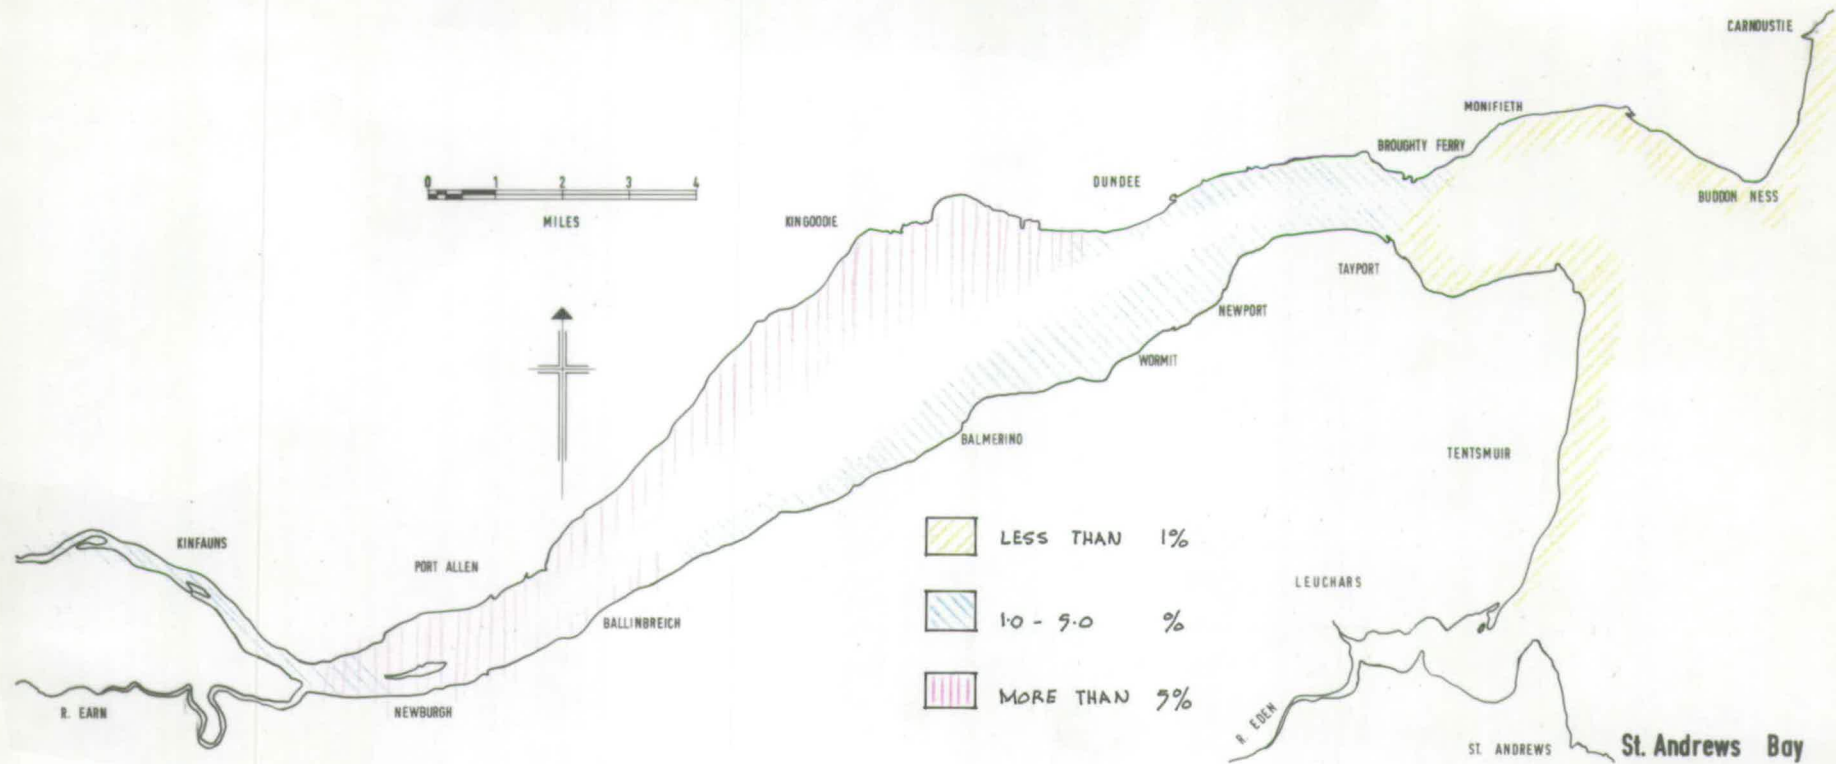 CARNOUSTIE
MONIFIETH
BROUGHTY FERRY
DUNDEE
BUDDON NESS
0 1 2 3 4
MILES
KINGOODIE
TAYPORT
NEWPORT
WORMIT
BALMERINO
TENTSMUIR
KINFAUNS
PORT ALLEN
LESS THAN 1%
LEUCHARS
BALLINBREICH
1.0 - 5.0 %
MORE THAN 5%
R. EARN
NEWBURGH
R. EDEN
ST. ANDREWS
St. Andrews Bay